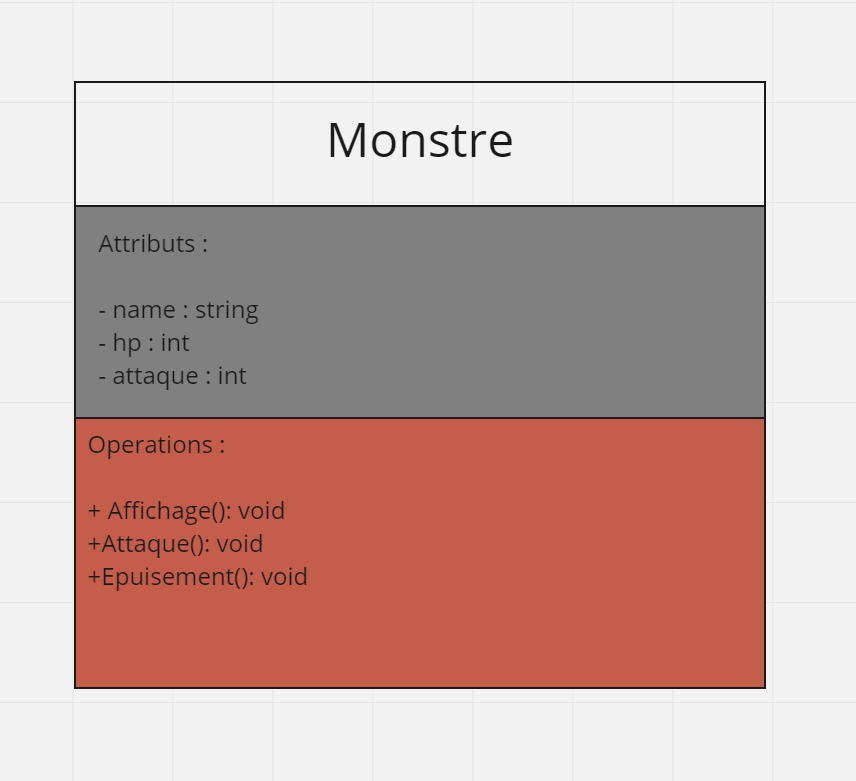 Monstre
Attributs :
- name : string
- hp : int
- attaque : int
Operations :
+ Affichage(): void
+Attaque(): void
+Epuisement(): void